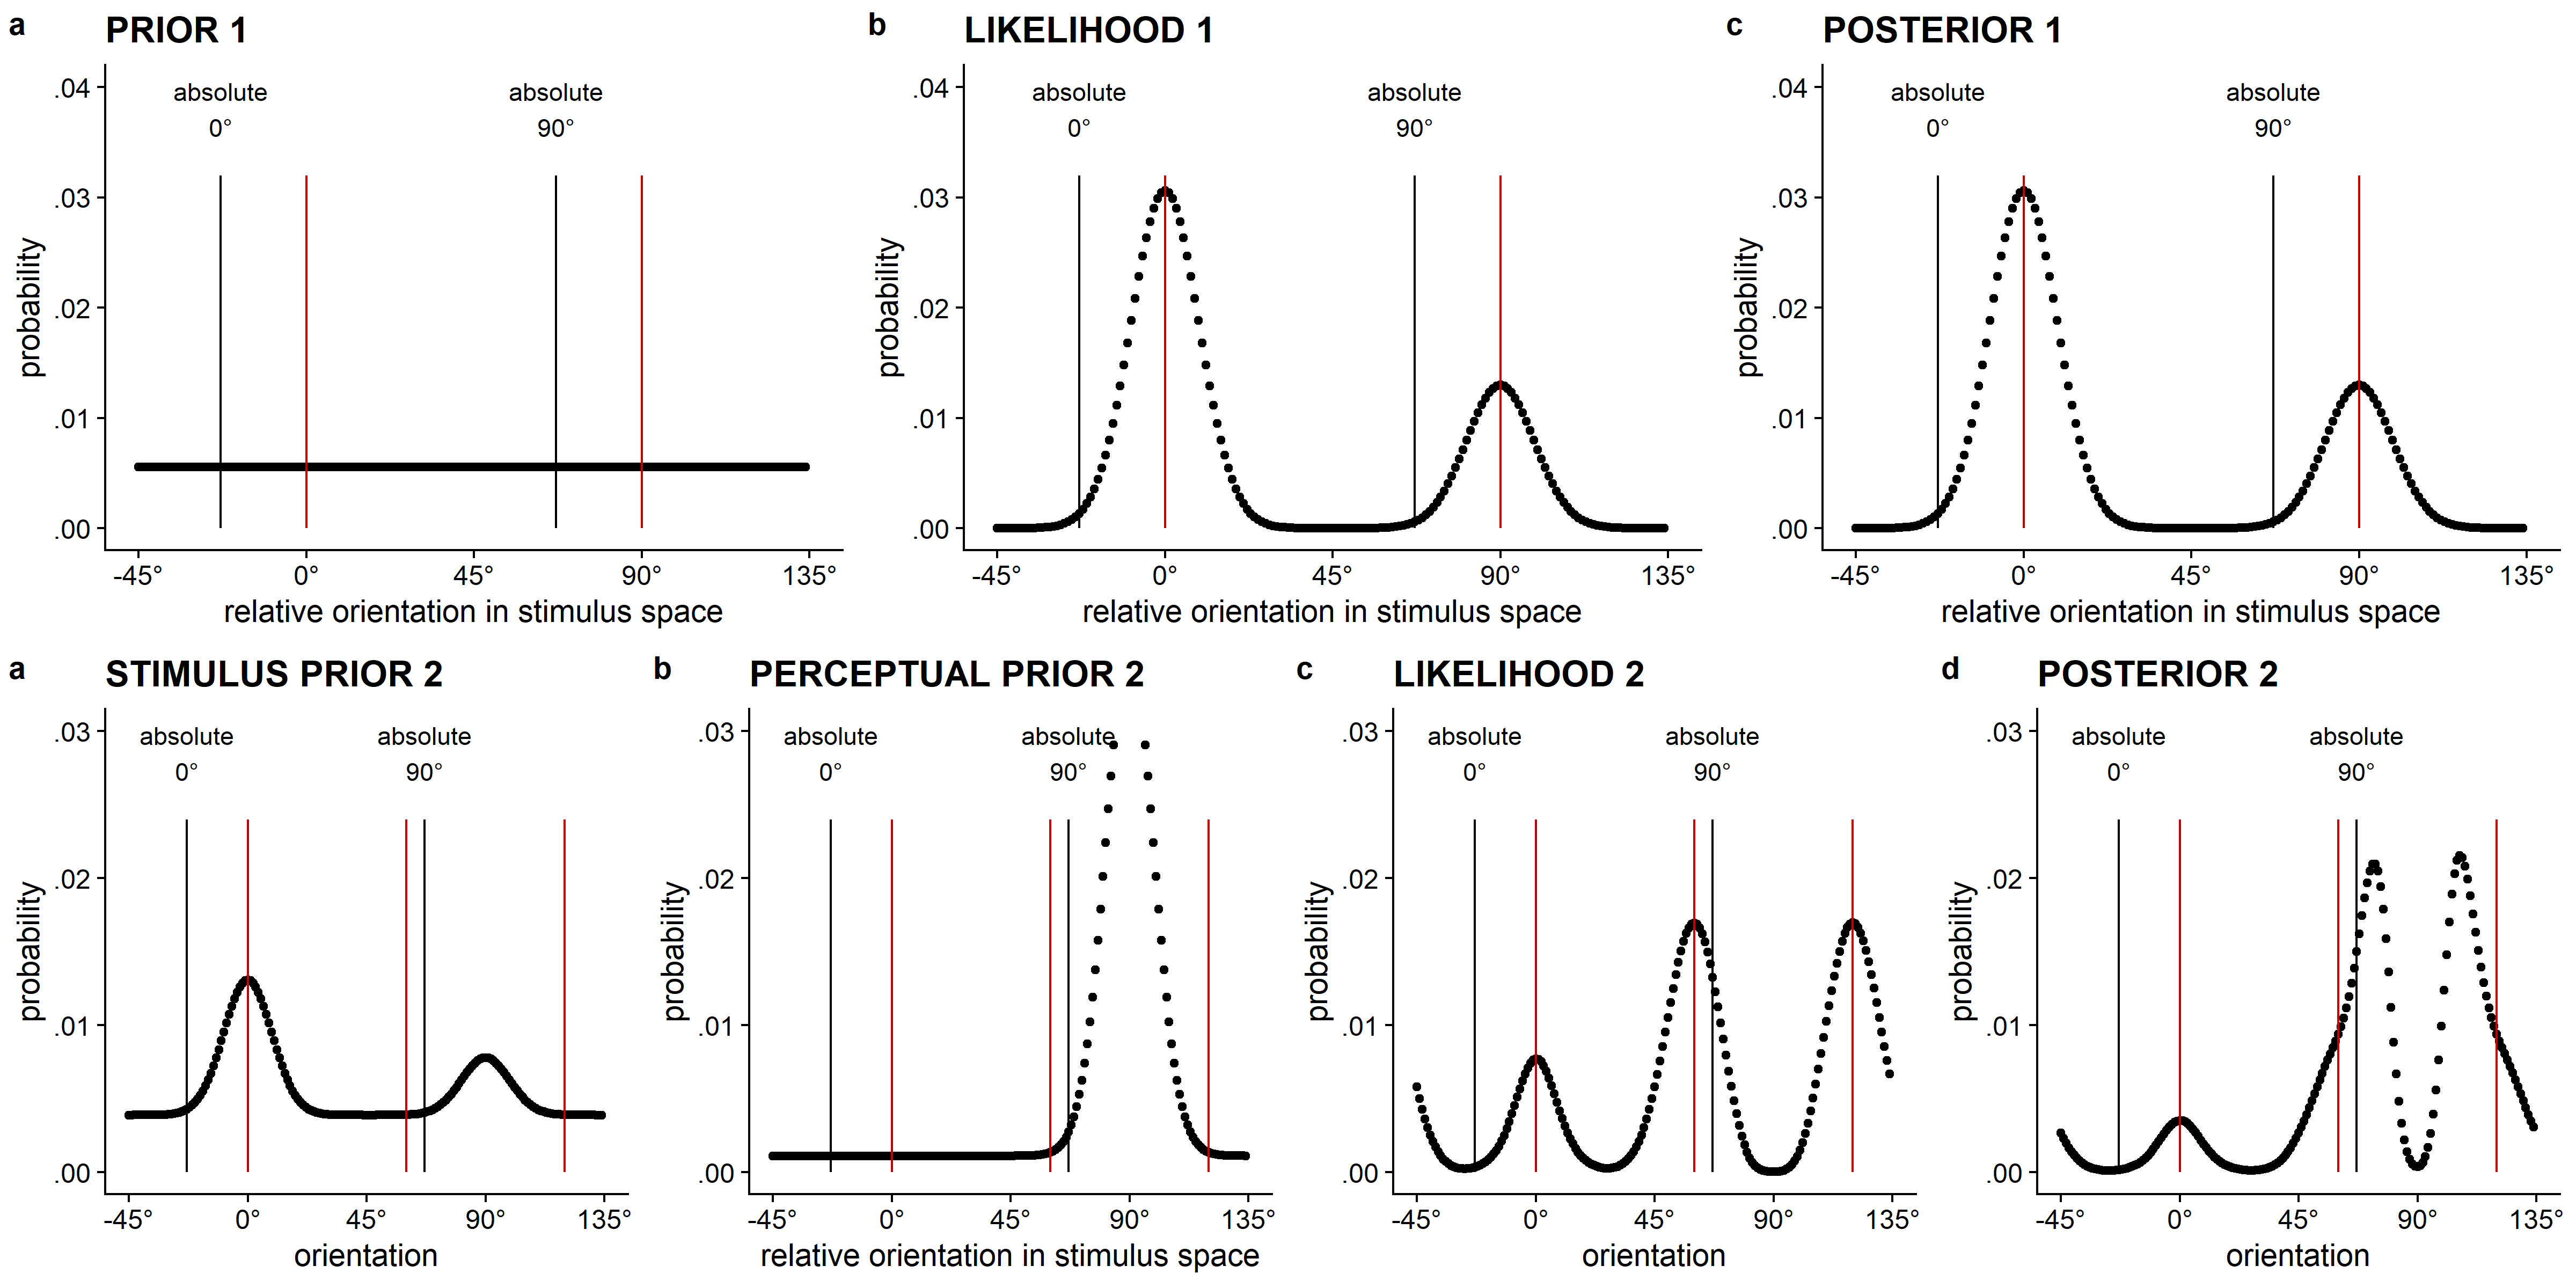 a PRIOR 1
absolute
0°
absolute
90°
.04
.03
.02
.01
.00
probability
-45° 0° 45° 90° 135°
relative orientation in stimulus space
b LIKELIHOOD 1
absolute
0°
absolute
90°
.04
.03
.02
.01
.00
probability
-45° 0° 45° 90° 135°
relative orientation in stimulus space
c POSTERIOR 1
absolute
0°
absolute
90°
.04
.03
.02
.01
.00
probability
-45° 0° 45° 90° 135°
relative orientation in stimulus space
a STIMULUS PRIOR 2
absolute
0°
absolute
90°
.03
.02
.01
.00
probability
-45° 0° 45° 90° 135°
orientation
b PERCEPTUAL PRIOR 2
absolute
0°
absolute
90°
.03
.02
.01
.00
probability
-45° 0° 45° 90° 135°
relative orientation in stimulus space
c LIKELIHOOD 2
absolute
0°
absolute
90°
.03
.02
.01
.00
probability
-45° 0° 45° 90° 135°
orientation
d POSTERIOR 2
absolute
0°
absolute
90°
.03
.02
.01
.00
probability
-45° 0° 45° 90° 135°
orientation